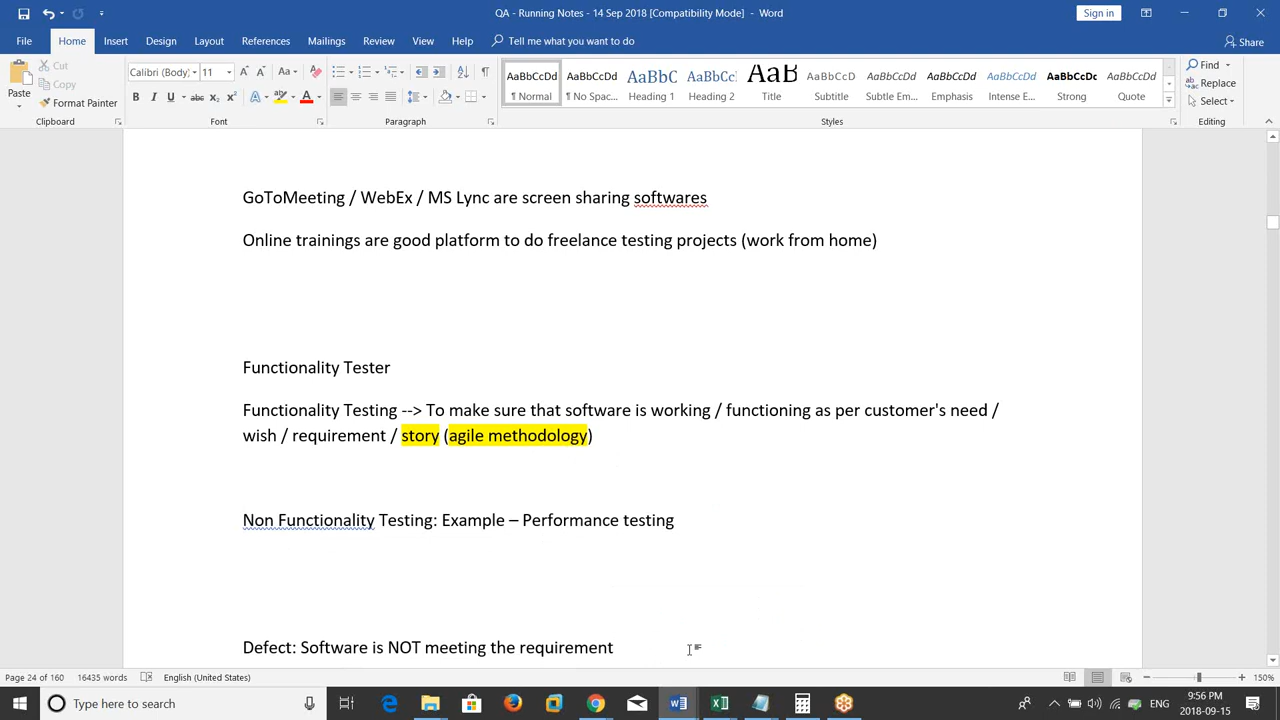 QA - Running Notes - 14 Sep 2018 [Compatibility Mode] - Word
Sign in
File Home Insert Design Layout References Mailings Review View Help Tell me what you want to do Share
Paste
Cut
Copy
Format Painter
Clipboard
Calibri (Body) 11
Font
Paragraph
AaBbCcDd AaBbCcDd AaBbC AaBbCc AaB AaBbCcD AaBbCcDd AaBbCcDd AaBbCcDd AaBbCcDc AaBbCcDd
¶ Normal ¶ No Spac... Heading 1 Heading 2 Title Subtitle Subtle Em... Emphasis Intense E... Strong Quote
Styles
Find
Replace
Select
Editing
GoToMeeting / WebEx / MS Lync are screen sharing softwares
Online trainings are good platform to do freelance testing projects (work from home)
Functionality Tester
Functionality Testing --> To make sure that software is working / functioning as per customer's need /
wish / requirement / story (agile methodology)
Non Functionality Testing: Example – Performance testing
Defect: Software is NOT meeting the requirement
Page 24 of 160 16435 words English (United States) 150%
Type here to search
ENG
9:56 PM
2018-09-15